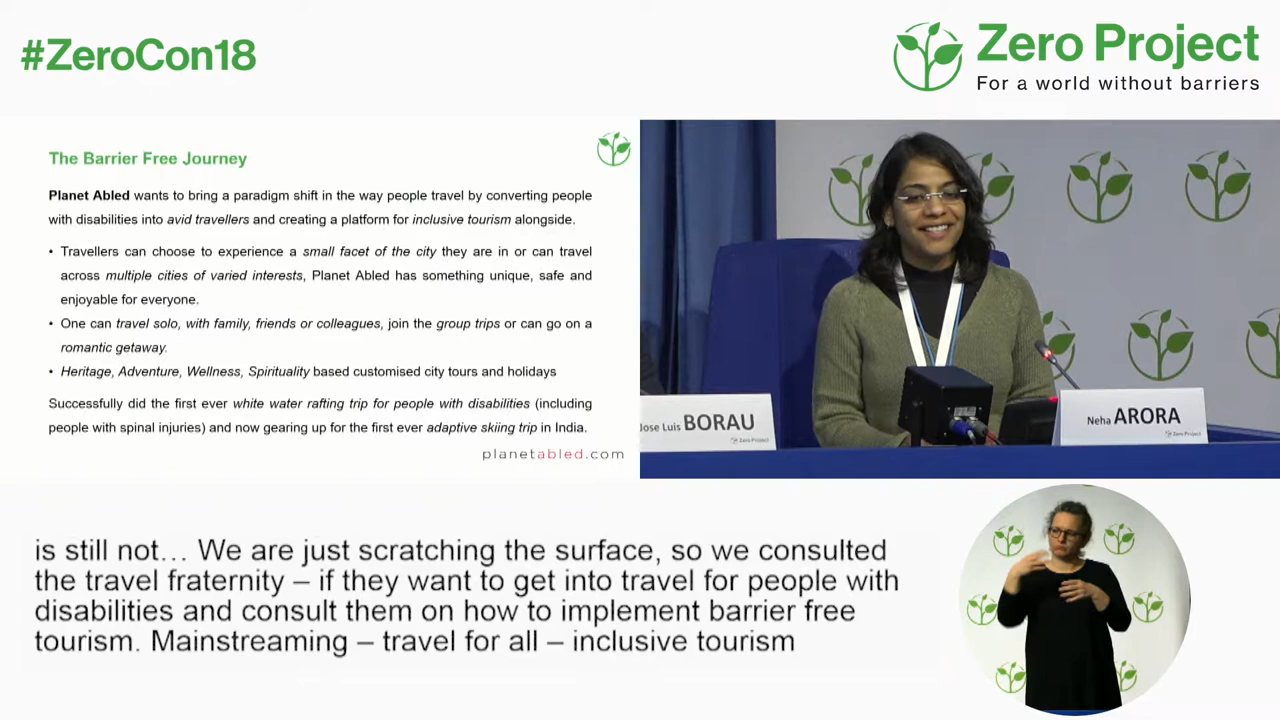 #ZeroCon18
Zero Project
For a world without barriers
The Barrier Free Journey
Planet Abled wants to bring a paradigm shift in the way people travel by converting people
with disabilities into avid travellers and creating a platform for inclusive tourism alongside.
• Travellers can choose to experience a small facet of the city they are in or can travel
across multiple cities of varied interests, Planet Abled has something unique, safe and
enjoyable for everyone.
• One can travel solo, with family, friends or colleagues, join the group trips or can go on a
romantic getaway.
• Heritage, Adventure, Wellness, Spirituality based customised city tours and holidays
Successfully did the first ever white water rafting trip for people with disabilities (including
people with spinal injuries) and now gearing up for the first ever adaptive skiing trip in India.
planetabled.com
Jose Luis BORAU
Zero Project
Neha ARORA
Zero Project
is still not... We are just scratching the surface, so we consulted
the travel fraternity – if they want to get into travel for people with
disabilities and consult them on how to implement barrier free
tourism. Mainstreaming – travel for all – inclusive tourism